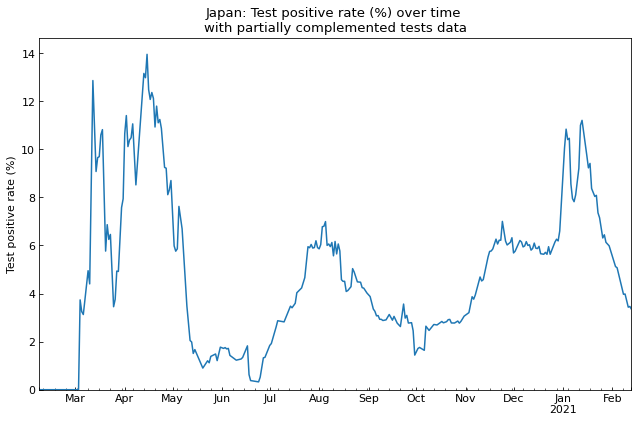 Japan: Test positive rate (%) over time
with partially complemented tests data
Test positive rate (%)
14
12
10
8
6
4
2
0
Mar Apr May Jun Jul Aug Sep Oct Nov Dec Jan Feb
2021